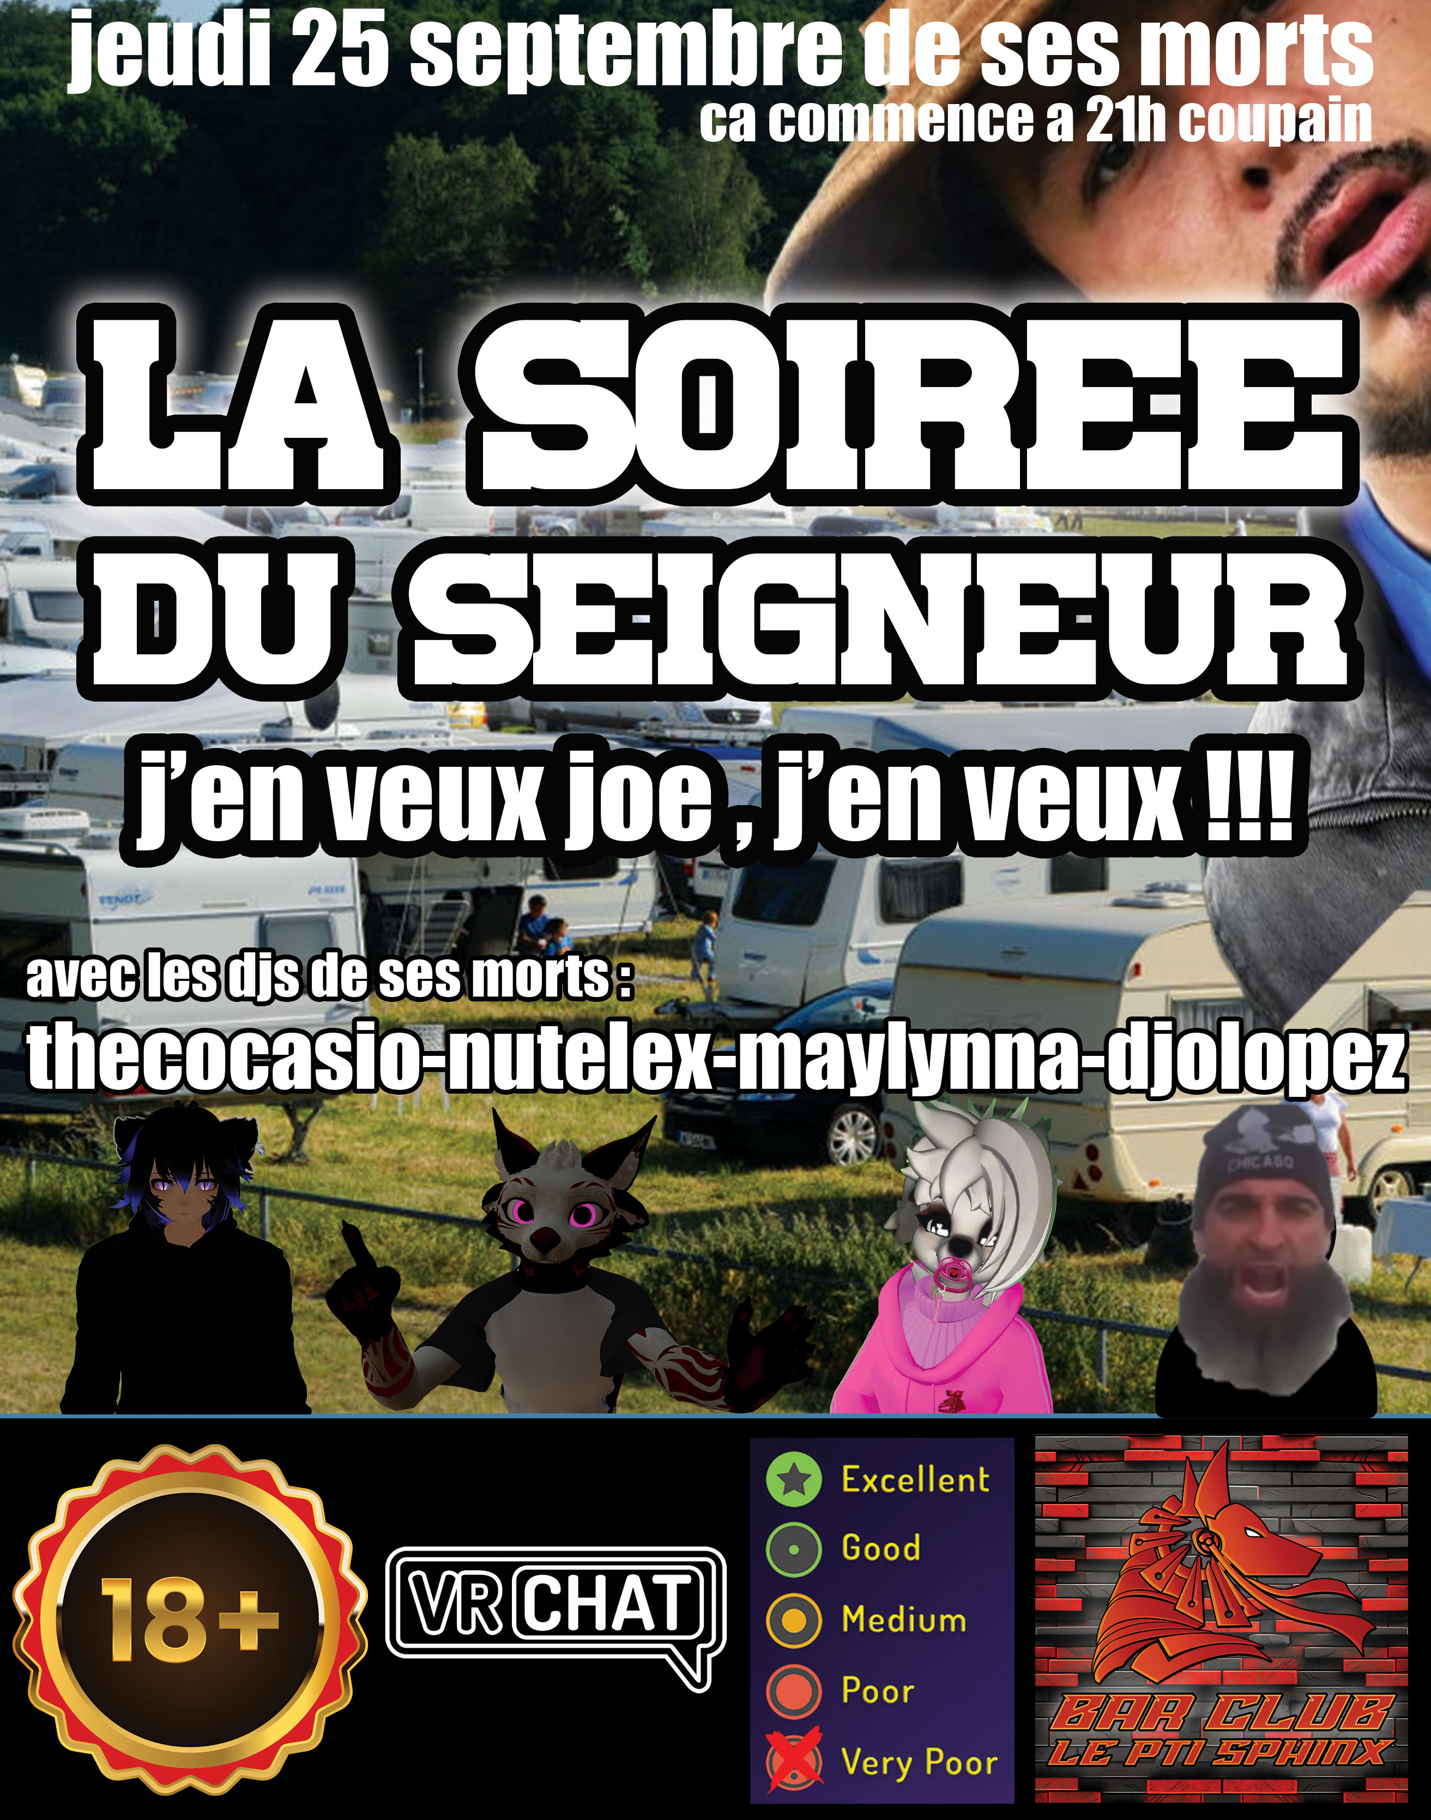 jeudi 25 septembre de ses morts
ca commence a 21h coupain
LA SOIREE
DU SEIGNEUR
j'en veux joe , j'en veux !!!
FENDT
avec les djs de ses morts :
thecocasio-nutelex-maylynna-djolopez
CHICAGO
18+
VRCHAT
Excellent
Good
Medium
Poor
Very Poor
BAR CLUB
LE PTI SPHINX